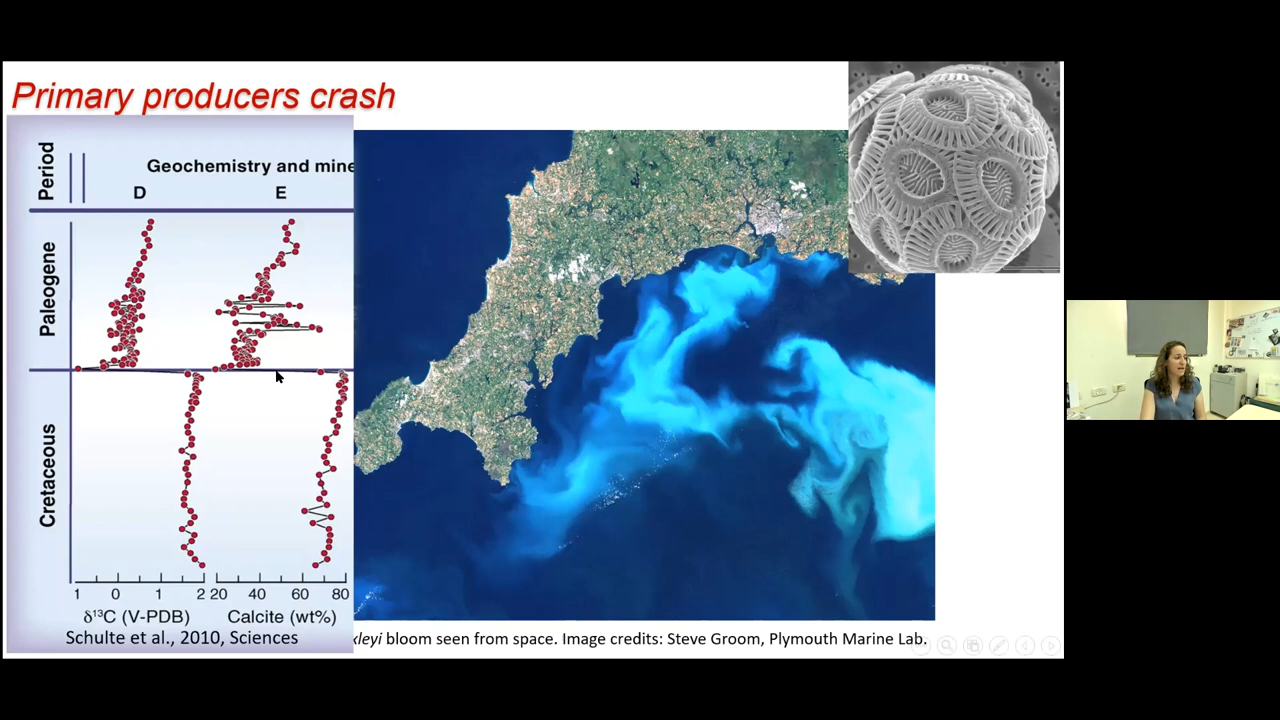 Primary producers crash
Period
Geochemistry and mine
D
E
Paleogene
Cretaceous
1 0 1 2 20 40 60 80
δ¹³C (V-PDB) Calcite (wt%)
Schulte et al., 2010, Sciences
xleyi bloom seen from space. Image credits: Steve Groom, Plymouth Marine Lab.